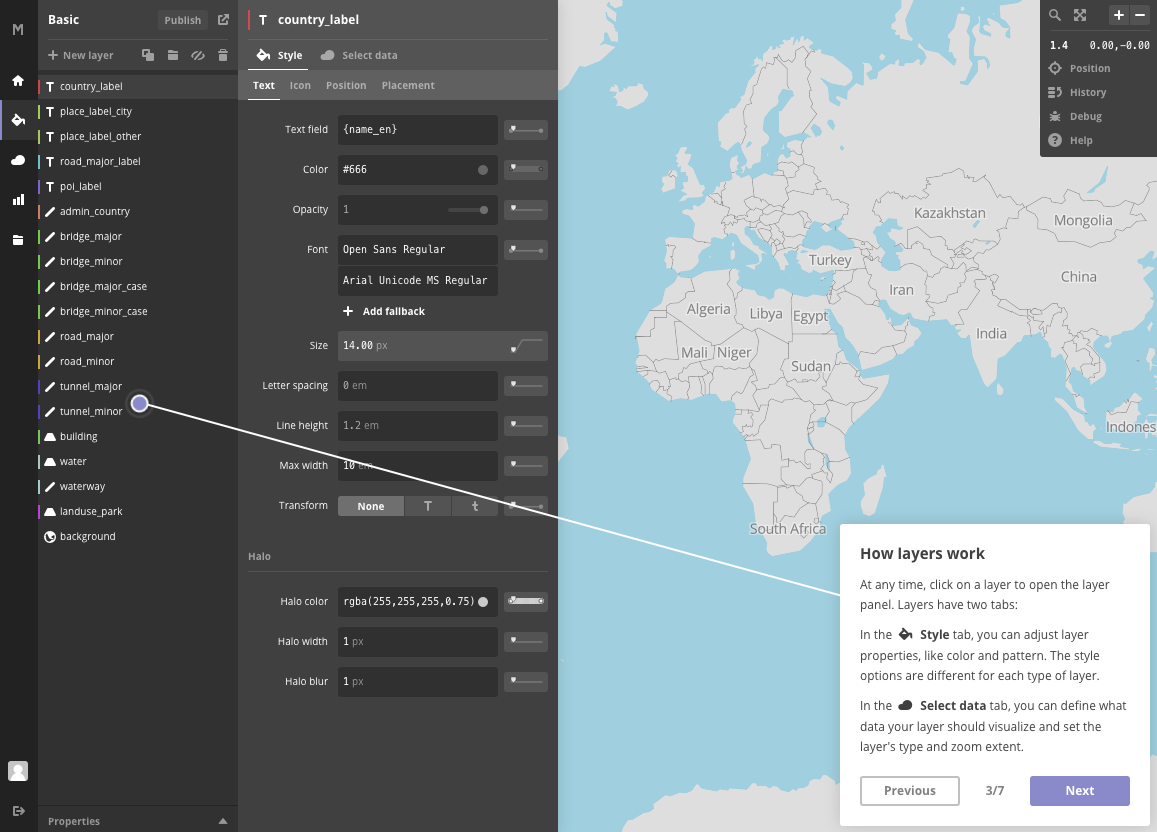 M
Basic
Publish
New layer
country_label
place_label_city
place_label_other
road_major_label
poi_label
admin_country
bridge_major
bridge_minor
bridge_major_case
bridge_minor_case
road_major
road_minor
tunnel_major
tunnel_minor
building
water
waterway
landuse_park
background
Properties
T country_label
Style
Select data
Text Icon Position Placement
Text field {name_en}
Color #666
Opacity 1
Font Open Sans Regular
Arial Unicode MS Regular
Add fallback
Size 14.00 px
Letter spacing 0 em
Line height 1.2 em
Max width 10 em
Transform None T t
Halo
Halo color rgba(255,255,255,0.75)
Halo width 1 px
Halo blur 1 px
1.4 0.00,−0.00
Position
History
Debug
Help
Kazakhstan
Mongolia
Turkey
China
Iran
Algeria
Libya
Egypt
India
Mali
Niger
Sudan
Indones
South Africa
How layers work
At any time, click on a layer to open the layer
panel. Layers have two tabs:
In the Style tab, you can adjust layer
properties, like color and pattern. The style
options are different for each type of layer.
In the Select data tab, you can define what
data your layer should visualize and set the
layer's type and zoom extent.
Previous 3/7 Next